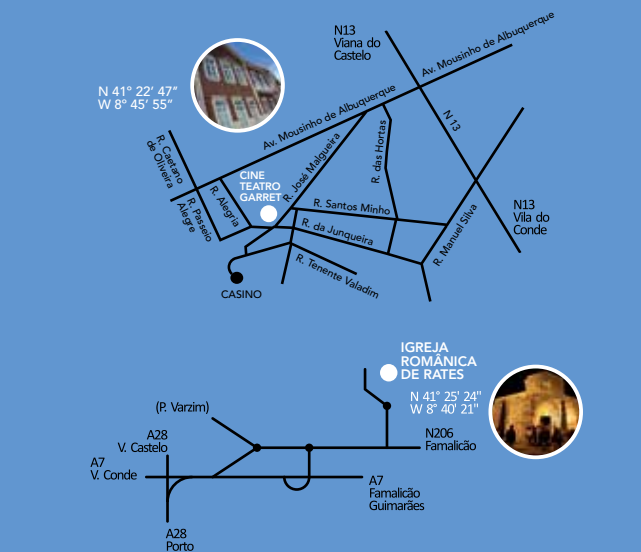 N13
Viana do
Castelo
Av. Mousinho de Albuquerque
N 41° 22' 47"
W 8° 45' 55"
Av. Mousinho de Albuquerque
N 13
R. Caetano
de Oliveira
R. José Malgueira
R. das Hortas
CINE
TEATRO
GARRET
R. Alegria
R. Passeio
Alegre
R. Santos Minho
N13
Vila do
Conde
R. da Junqueira
R. Manuel Silva
R. Tenente Valadim
CASINO
IGREJA
ROMÂNICA
DE RATES
N 41° 25' 24"
W 8° 40' 21"
(P. Varzim)
A28
V. Castelo
N206
Famalicão
A7
V. Conde
A7
Famalicão
Guimarães
A28
Porto